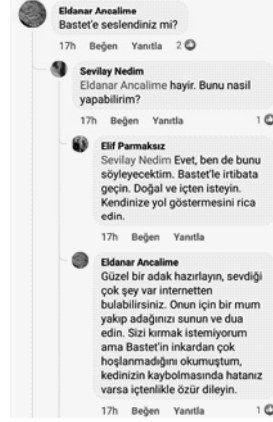 Eldanar Ancalime
Bastet'e seslendiniz mi?
17h Beğen Yanıtla 2
Sevilay Nedim
Eldanar Ancalime hayir. Bunu nasil
yapabilirim?
17h Beğen Yanıtla 1
Elif Parmaksız
Sevilay Nedim Evet, ben de bunu
söyleyecektim. Bastet'le irtibata
geçin. Doğal ve içten isteyin.
Kendinize yol göstermesini rica
edin.
17h Beğen Yanıtla
Eldanar Ancalime
Güzel bir adak hazırlayın, sevdiği
çok şey var internetten
bulabilirsiniz. Onun için bir mum
yakıp adağınızı sunun ve dua
edin. Sizi kırmak istemiyorum
ama Bastet'in inkardan çok
hoşlanmadığını okumuştum,
kedinizin kaybolmasında hatanız
varsa içtenlikle özür dileyin.
17h Beğen Yanıtla 1